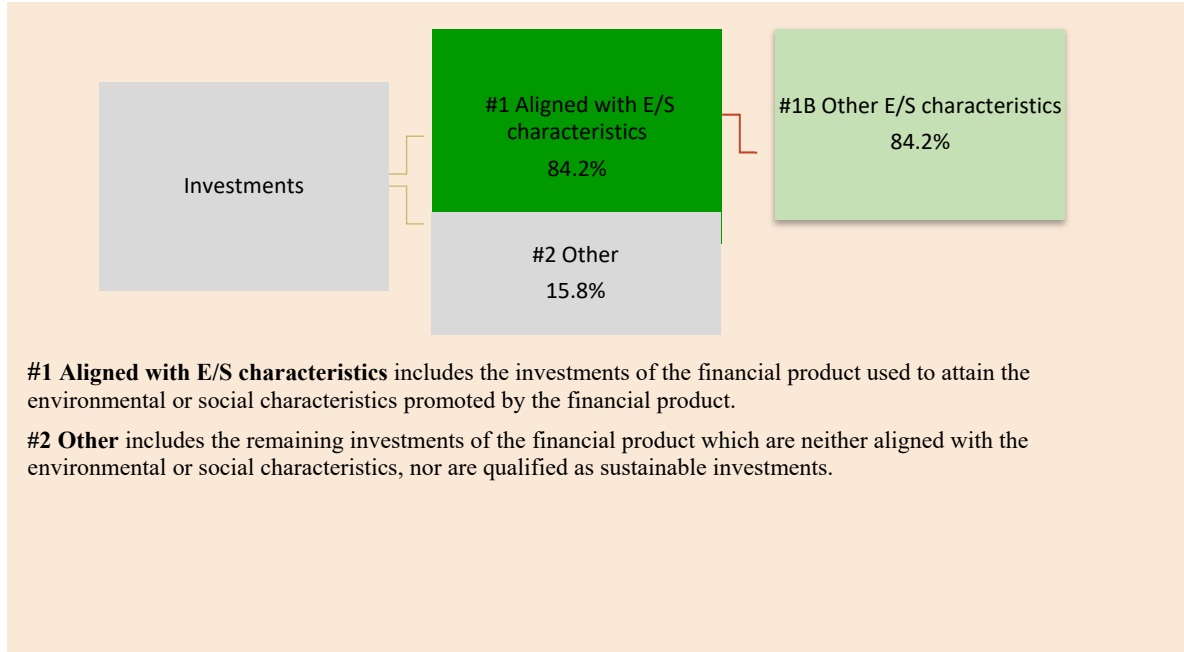 Investments
#1 Aligned with E/S
characteristics
84.2%
#2 Other
15.8%
#1B Other E/S characteristics
84.2%
#1 Aligned with E/S characteristics includes the investments of the financial product used to attain the
environmental or social characteristics promoted by the financial product.
#2 Other includes the remaining investments of the financial product which are neither aligned with the
environmental or social characteristics, nor are qualified as sustainable investments.